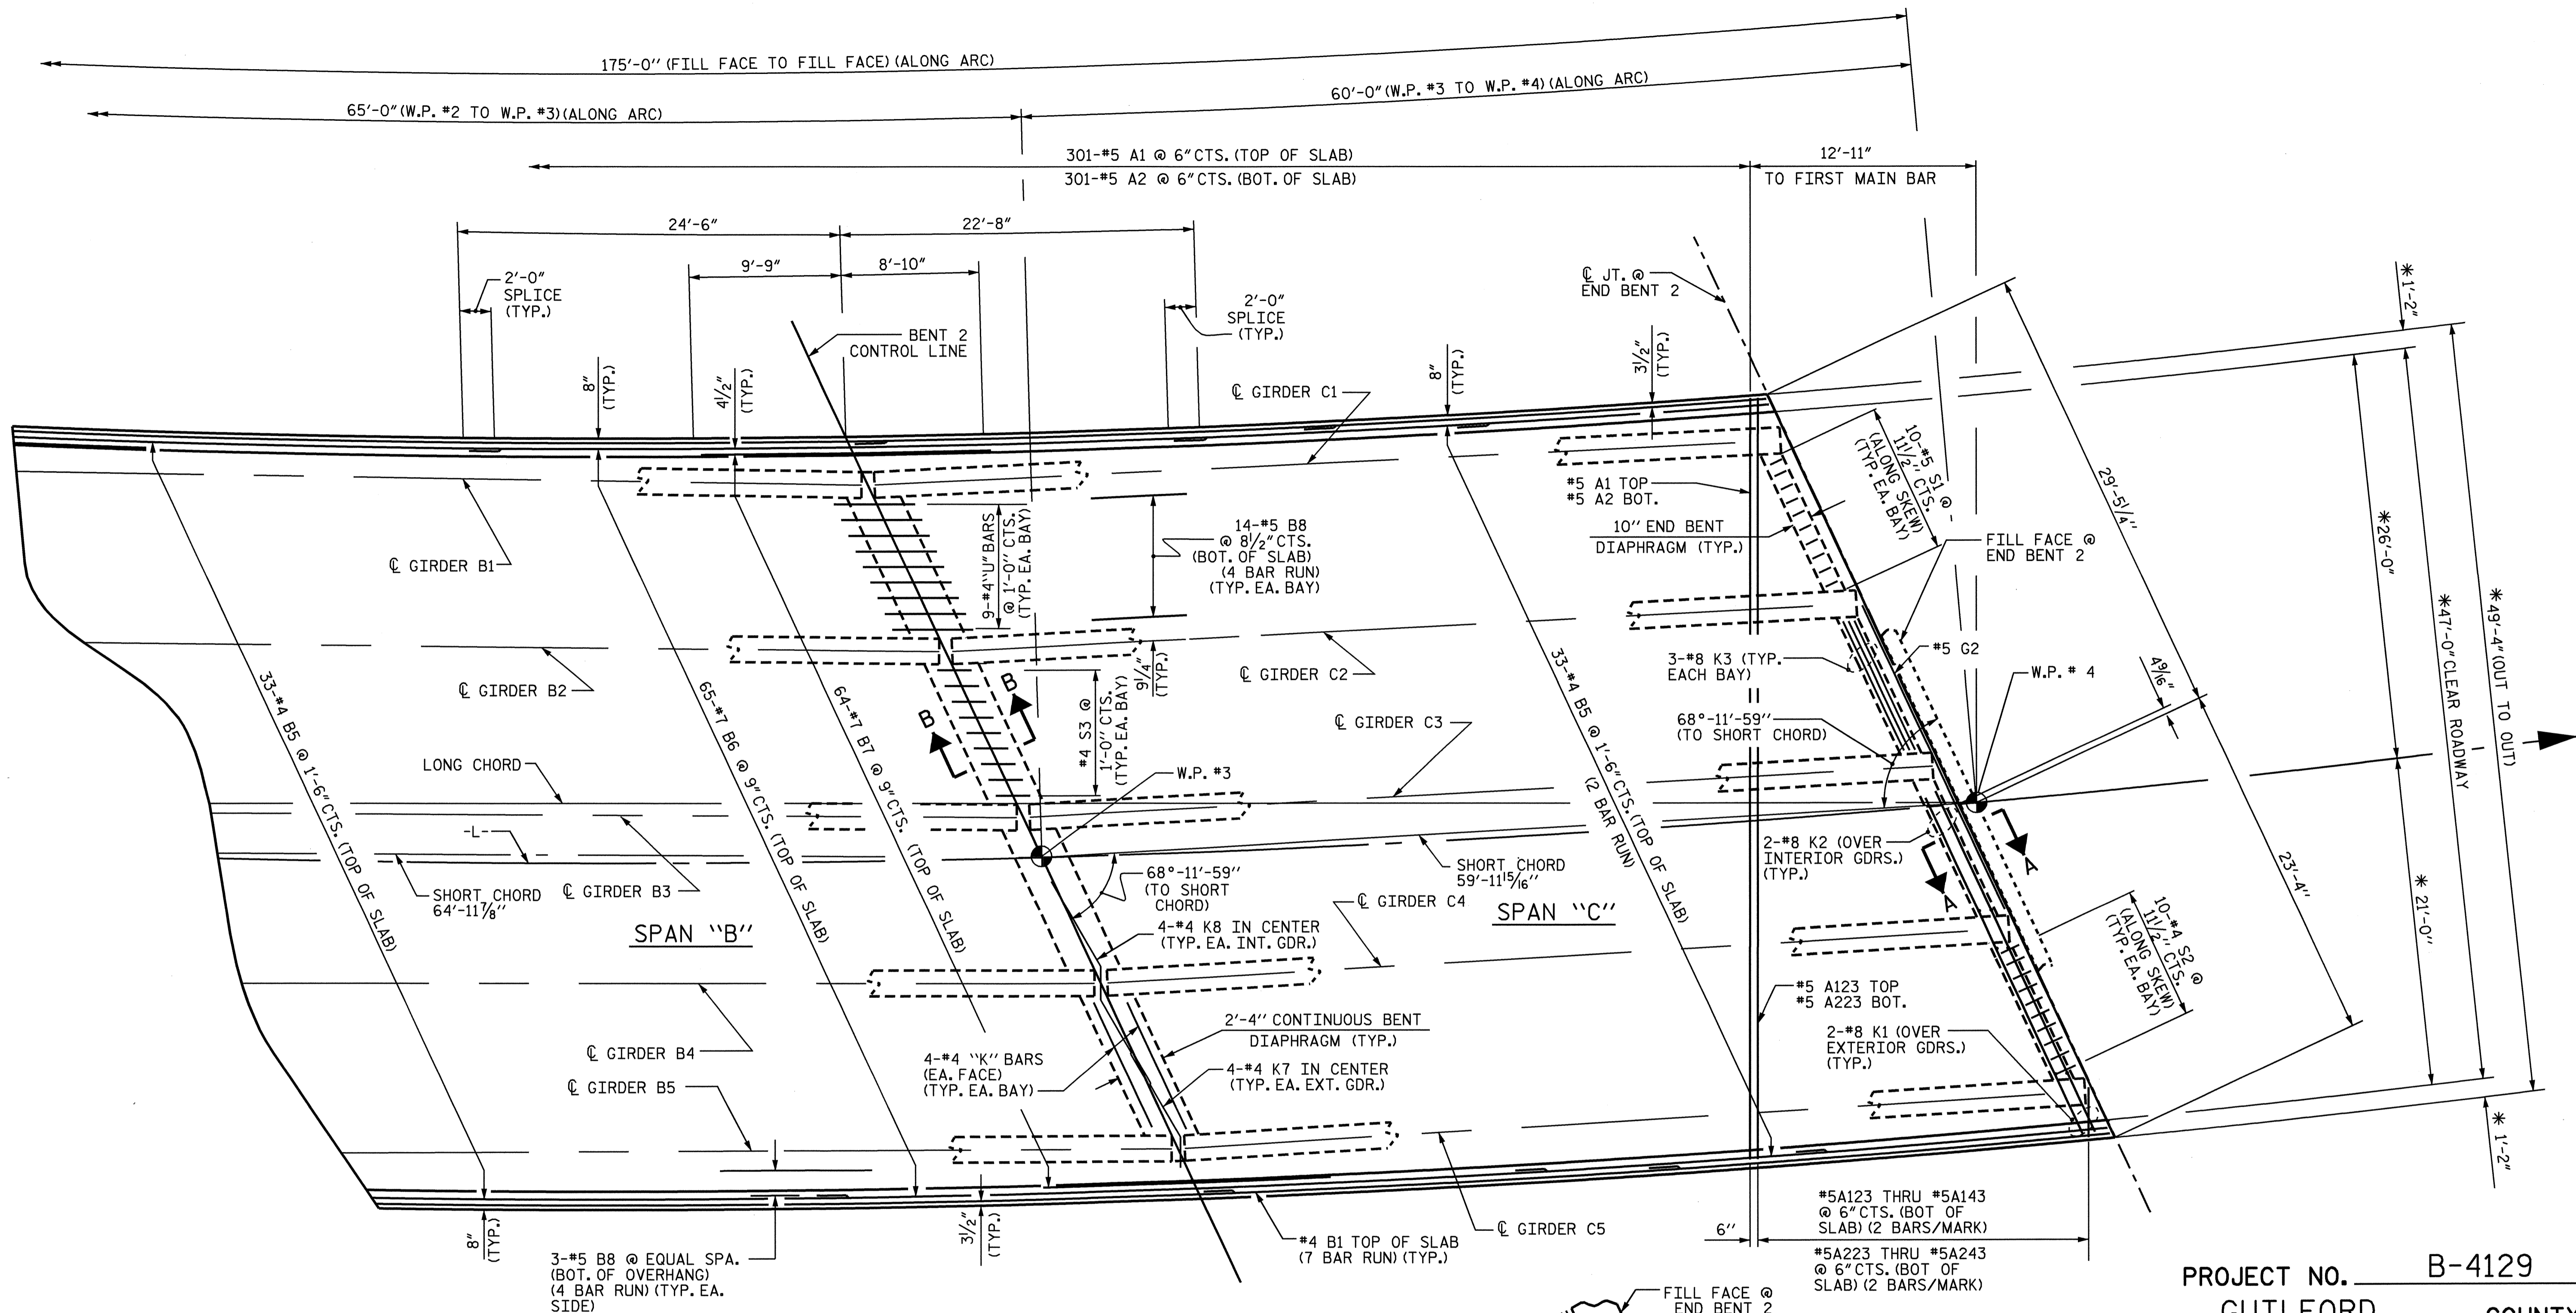 175'-0" (FILL FACE TO FILL FACE) (ALONG ARC)
65'-0" (W.P. #2 TO W.P. #3) (ALONG ARC)
60'-0" (W.P. #3 TO W.P. #4) (ALONG ARC)
301-#5 A1 @ 6" CTS. (TOP OF SLAB)
301-#5 A2 @ 6" CTS. (BOT. OF SLAB)
12'-11"
TO FIRST MAIN BAR
24'-6"
22'-8"
9'-9"
8'-10"
2'-0"
SPLICE
(TYP.)
2'-0"
SPLICE
(TYP.)
BENT 2
CONTROL LINE
℄ JT. @
END BENT 2
8"
(TYP.)
4½"
(TYP.)
8"
(TYP.)
3½"
(TYP.)
℄ GIRDER C1
*1'-2"
#5 A1 TOP
#5 A2 BOT.
10" END BENT
DIAPHRAGM (TYP.)
10-#5 S1 @
11½" CTS.
(ALONG SKEW)
(TYP. EA. BAY)
29'-5¼"
FILL FACE @
END BENT 2
*26'-0"
*47'-0" CLEAR ROADWAY
*49'-4" (OUT TO OUT)
℄ GIRDER B1
9-#4 "U" BARS
@ 1'-0" CTS.
(TYP. EA. BAY)
14-#5 B8
@ 8½" CTS.
(BOT. OF SLAB)
(4 BAR RUN)
(TYP. EA. BAY)
9¼"
(TYP.)
℄ GIRDER C2
3-#8 K3 (TYP.
EACH BAY)
#5 G2
W.P. # 4
4 9/16"
℄ GIRDER B2
33-#4 B5 @ 1'-6" CTS. (TOP OF SLAB)
65-#7 B6 @ 9" CTS. (TOP OF SLAB)
64-#7 B7 @ 9" CTS. (TOP OF SLAB)
B
B
#4 S3 @
1'-0" CTS.
(TYP. EA. BAY)
℄ GIRDER C3
33-#4 B5 @ 1'-6" CTS. (TOP OF SLAB)
(2 BAR RUN)
68°-11'-59"
(TO SHORT CHORD)
LONG CHORD
W.P. #3
-L-
SHORT CHORD
64'-11⅞"
℄ GIRDER B3
SPAN "B"
68°-11'-59"
(TO SHORT
CHORD)
SHORT CHORD
59'-11 15/16"
℄ GIRDER C4
SPAN "C"
2-#8 K2 (OVER
INTERIOR GDRS.)
(TYP.)
A
A
23'-4"
* 21'-0"
4-#4 K8 IN CENTER
(TYP. EA. INT. GDR.)
10-#4 S2 @
11½" CTS.
(ALONG SKEW)
(TYP. EA. BAY)
#5 A123 TOP
#5 A223 BOT.
2'-4" CONTINUOUS BENT
DIAPHRAGM (TYP.)
2-#8 K1 (OVER
EXTERIOR GDRS.)
(TYP.)
℄ GIRDER B4
4-#4 "K" BARS
(EA. FACE)
(TYP. EA. BAY)
4-#4 K7 IN CENTER
(TYP. EA. EXT. GDR.)
℄ GIRDER B5
* 1'-2"
8"
(TYP.)
3½"
(TYP.)
3-#5 B8 @ EQUAL SPA.
(BOT. OF OVERHANG)
(4 BAR RUN) (TYP. EA.
SIDE)
#4 B1 TOP OF SLAB
(7 BAR RUN) (TYP.)
℄ GIRDER C5
6"
#5A123 THRU #5A143
@ 6" CTS. (BOT OF
SLAB) (2 BARS/MARK)
#5A223 THRU #5A243
@ 6" CTS. (BOT OF
SLAB) (2 BARS/MARK)
FILL FACE @
END BENT 2
PROJECT NO. B-4129
GUILFORD COUNTY